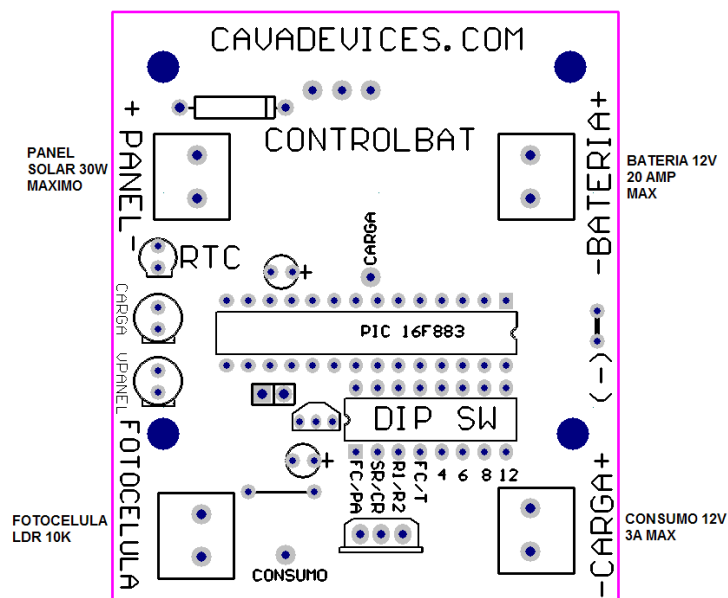 CAVADEVICES.COM
CONTROLBAT
+ PANEL-
PANEL
SOLAR 30W
MAXIMO
-BATERIA+
BATERIA 12V
20 AMP
MAX
RTC
+
CARGA
CARGA
VPANEL
PIC 16F883
(-)
DIP SW
+
FC/PA
SR/CR
R1/R2
FC/T
4 6 8 12
FOTOCELULA
FOTOCELULA
LDR 10K
CONSUMO
-CARGA+
CONSUMO 12V
3A MAX